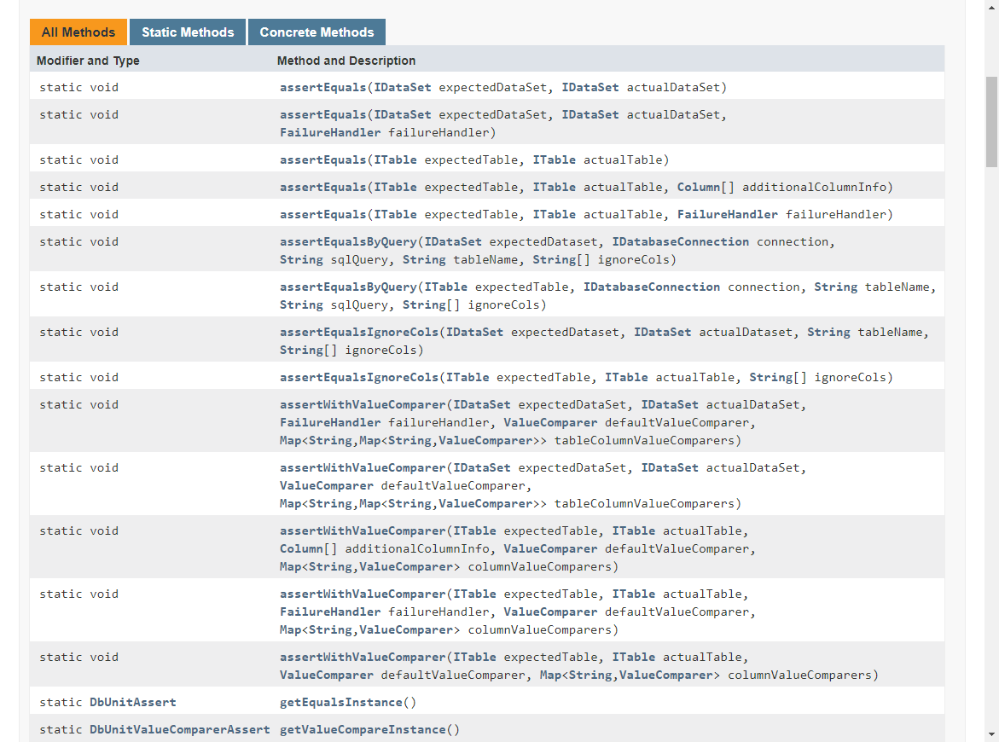 All Methods Static Methods Concrete Methods
Modifier and Type Method and Description
static void assertEquals(IDataSet expectedDataSet, IDataSet actualDataSet)
static void assertEquals(IDataSet expectedDataSet, IDataSet actualDataSet,
FailureHandler failureHandler)
static void assertEquals(ITable expectedTable, ITable actualTable)
static void assertEquals(ITable expectedTable, ITable actualTable, Column[] additionalColumnInfo)
static void assertEquals(ITable expectedTable, ITable actualTable, FailureHandler failureHandler)
static void assertEqualsByQuery(IDataSet expectedDataset, IDatabaseConnection connection,
String sqlQuery, String tableName, String[] ignoreCols)
static void assertEqualsByQuery(ITable expectedTable, IDatabaseConnection connection, String tableName,
String sqlQuery, String[] ignoreCols)
static void assertEqualsIgnoreCols(IDataSet expectedDataset, IDataSet actualDataset, String tableName,
String[] ignoreCols)
static void assertEqualsIgnoreCols(ITable expectedTable, ITable actualTable, String[] ignoreCols)
static void assertWithValueComparer(IDataSet expectedDataSet, IDataSet actualDataSet,
FailureHandler failureHandler, ValueComparer defaultValueComparer,
Map<String,Map<String,ValueComparer>> tableColumnValueComparers)
static void assertWithValueComparer(IDataSet expectedDataSet, IDataSet actualDataSet,
ValueComparer defaultValueComparer,
Map<String,Map<String,ValueComparer>> tableColumnValueComparers)
static void assertWithValueComparer(ITable expectedTable, ITable actualTable,
Column[] additionalColumnInfo, ValueComparer defaultValueComparer,
Map<String,ValueComparer> columnValueComparers)
static void assertWithValueComparer(ITable expectedTable, ITable actualTable,
FailureHandler failureHandler, ValueComparer defaultValueComparer,
Map<String,ValueComparer> columnValueComparers)
static void assertWithValueComparer(ITable expectedTable, ITable actualTable,
ValueComparer defaultValueComparer, Map<String,ValueComparer> columnValueComparers)
static DbUnitAssert getEqualsInstance()
static DbUnitValueComparerAssert getValueCompareInstance()